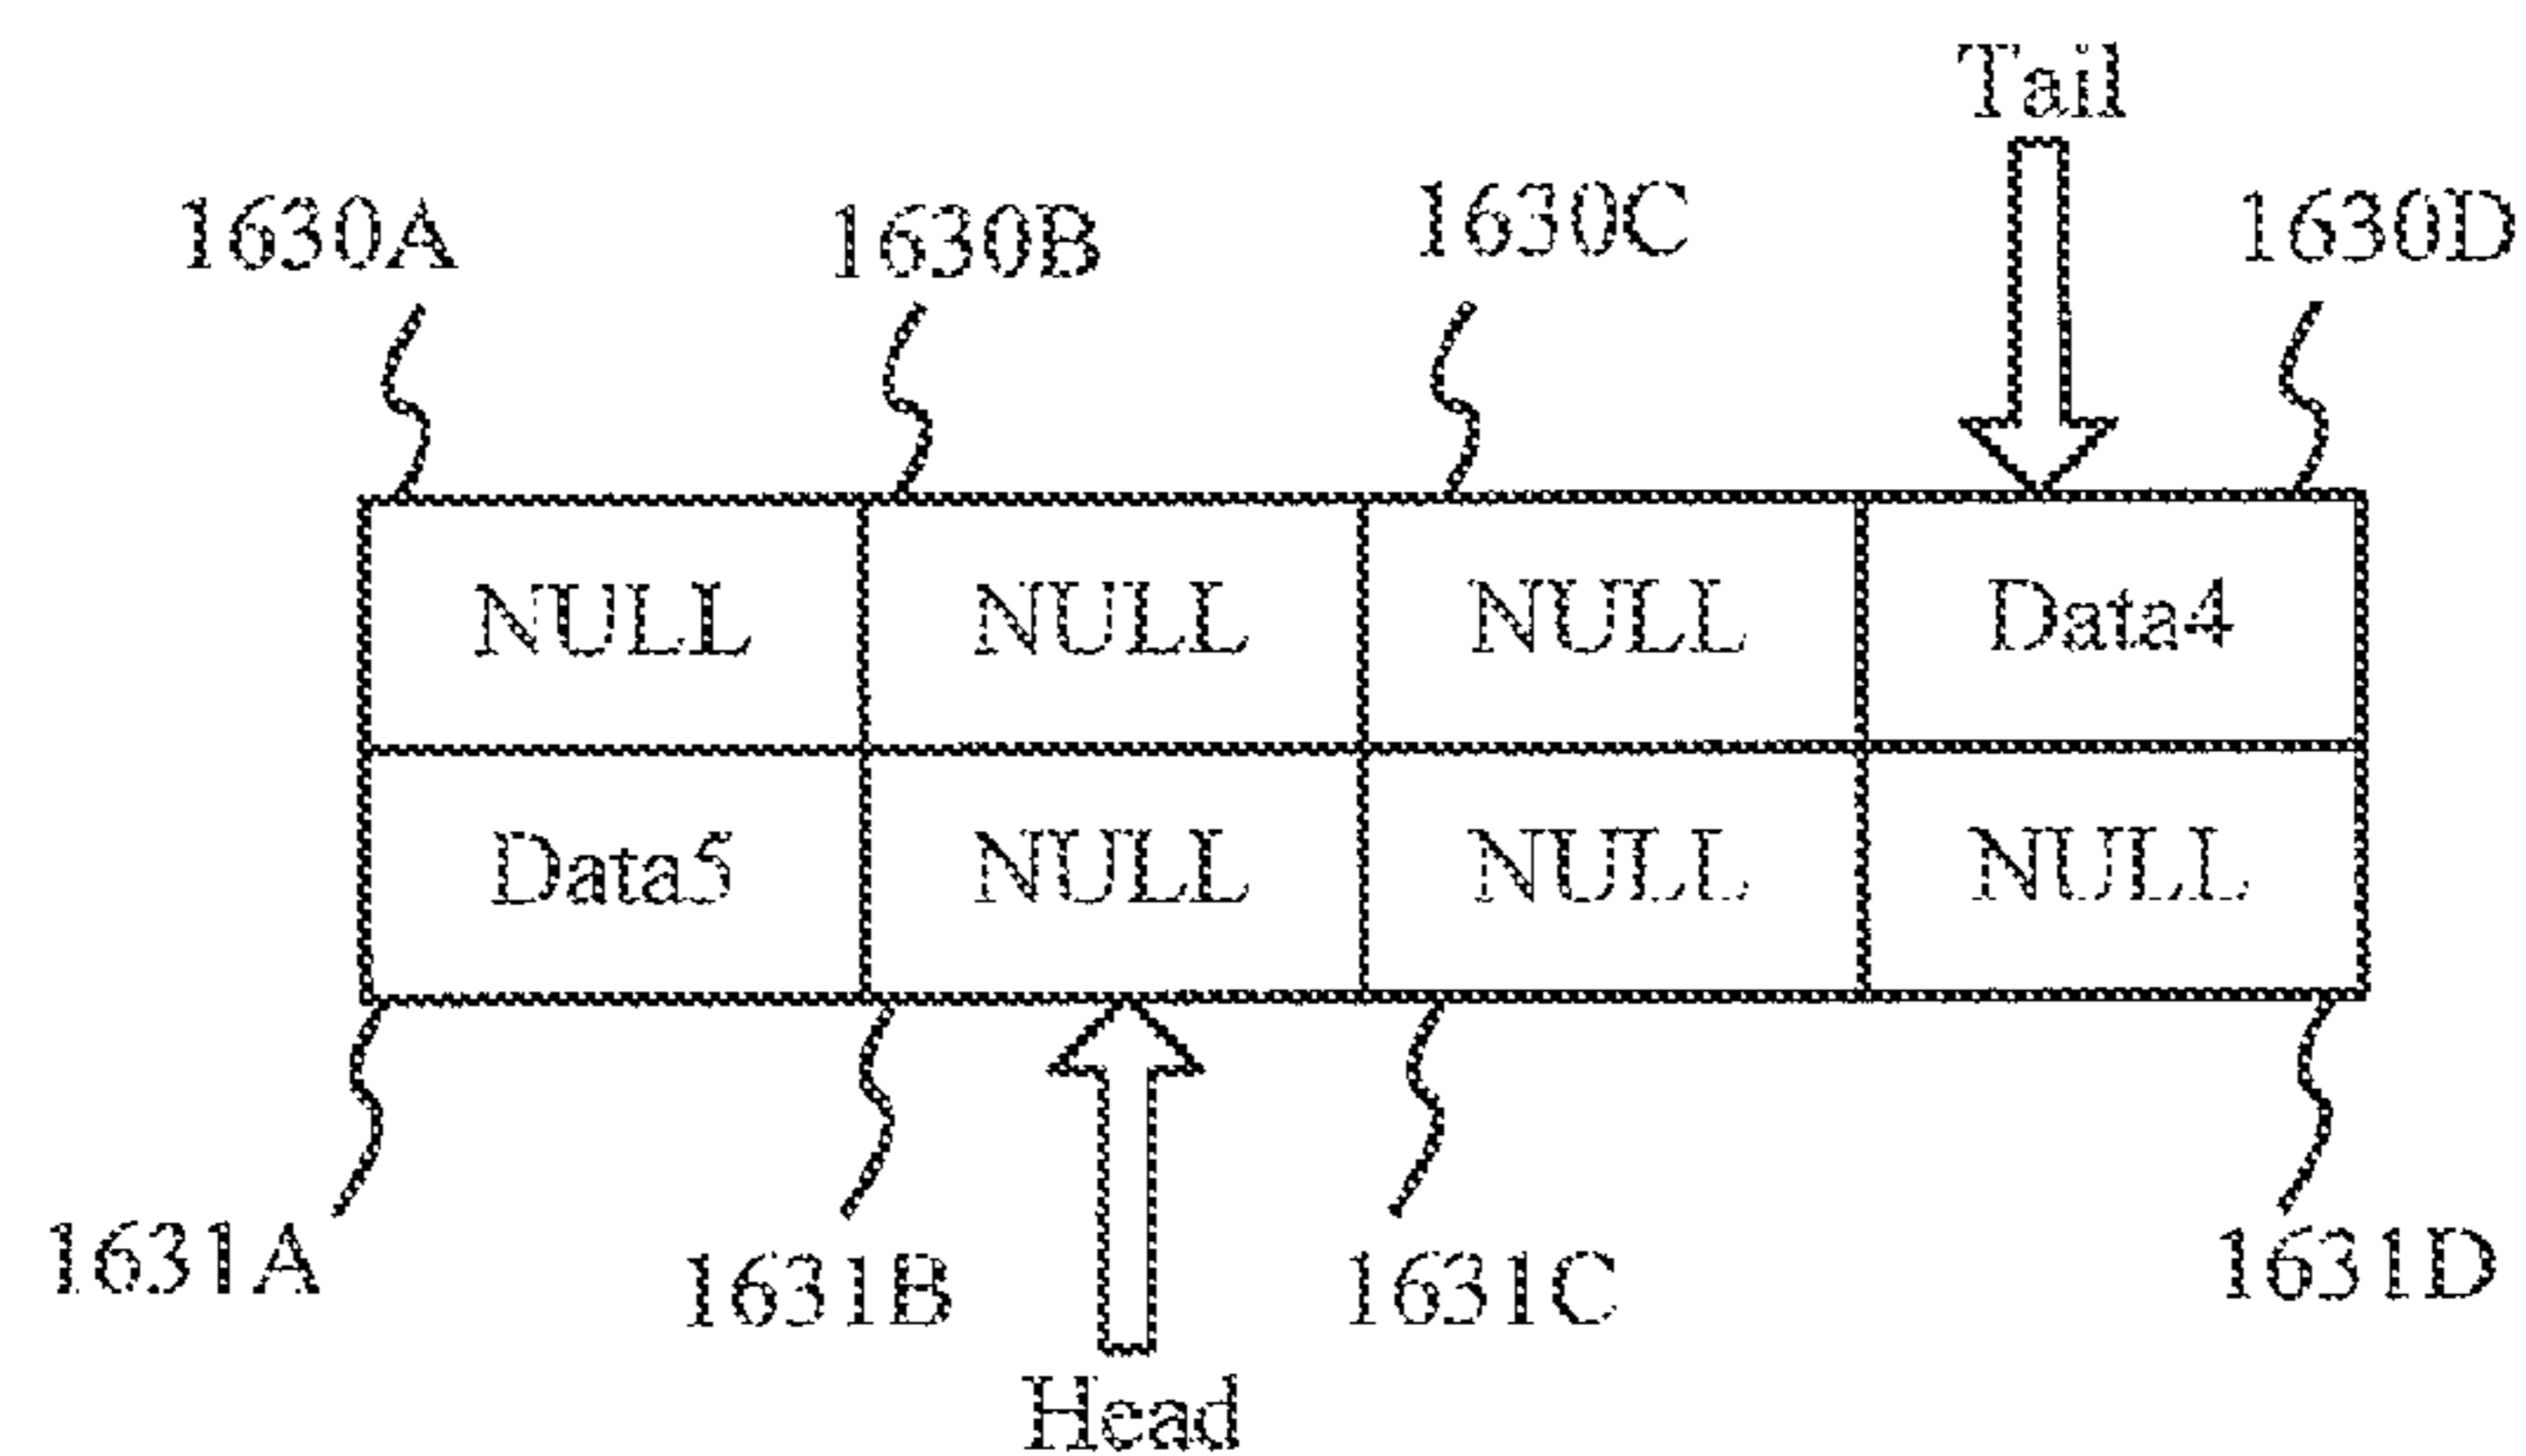 Tail
1630A 1630B 1630C 1630D
NULL NULL NULL Data4
Data5 NULL NULL NULL
1631A 1631B 1631C 1631D
Head